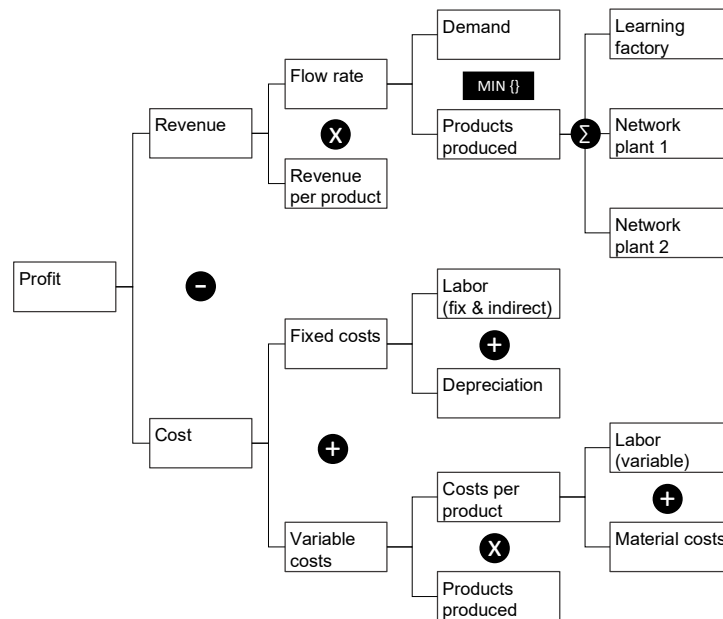 Demand
Learning
factory
Flow rate
MIN {}
Revenue
Products
produced
Network
plant 1
X
Σ
Revenue
per product
Network
plant 2
Profit
-
Labor
(fix & indirect)
Fixed costs
+
Depreciation
Cost
+
Labor
(variable)
Costs per
product
+
Variable
costs
X
Material costs
Products
produced